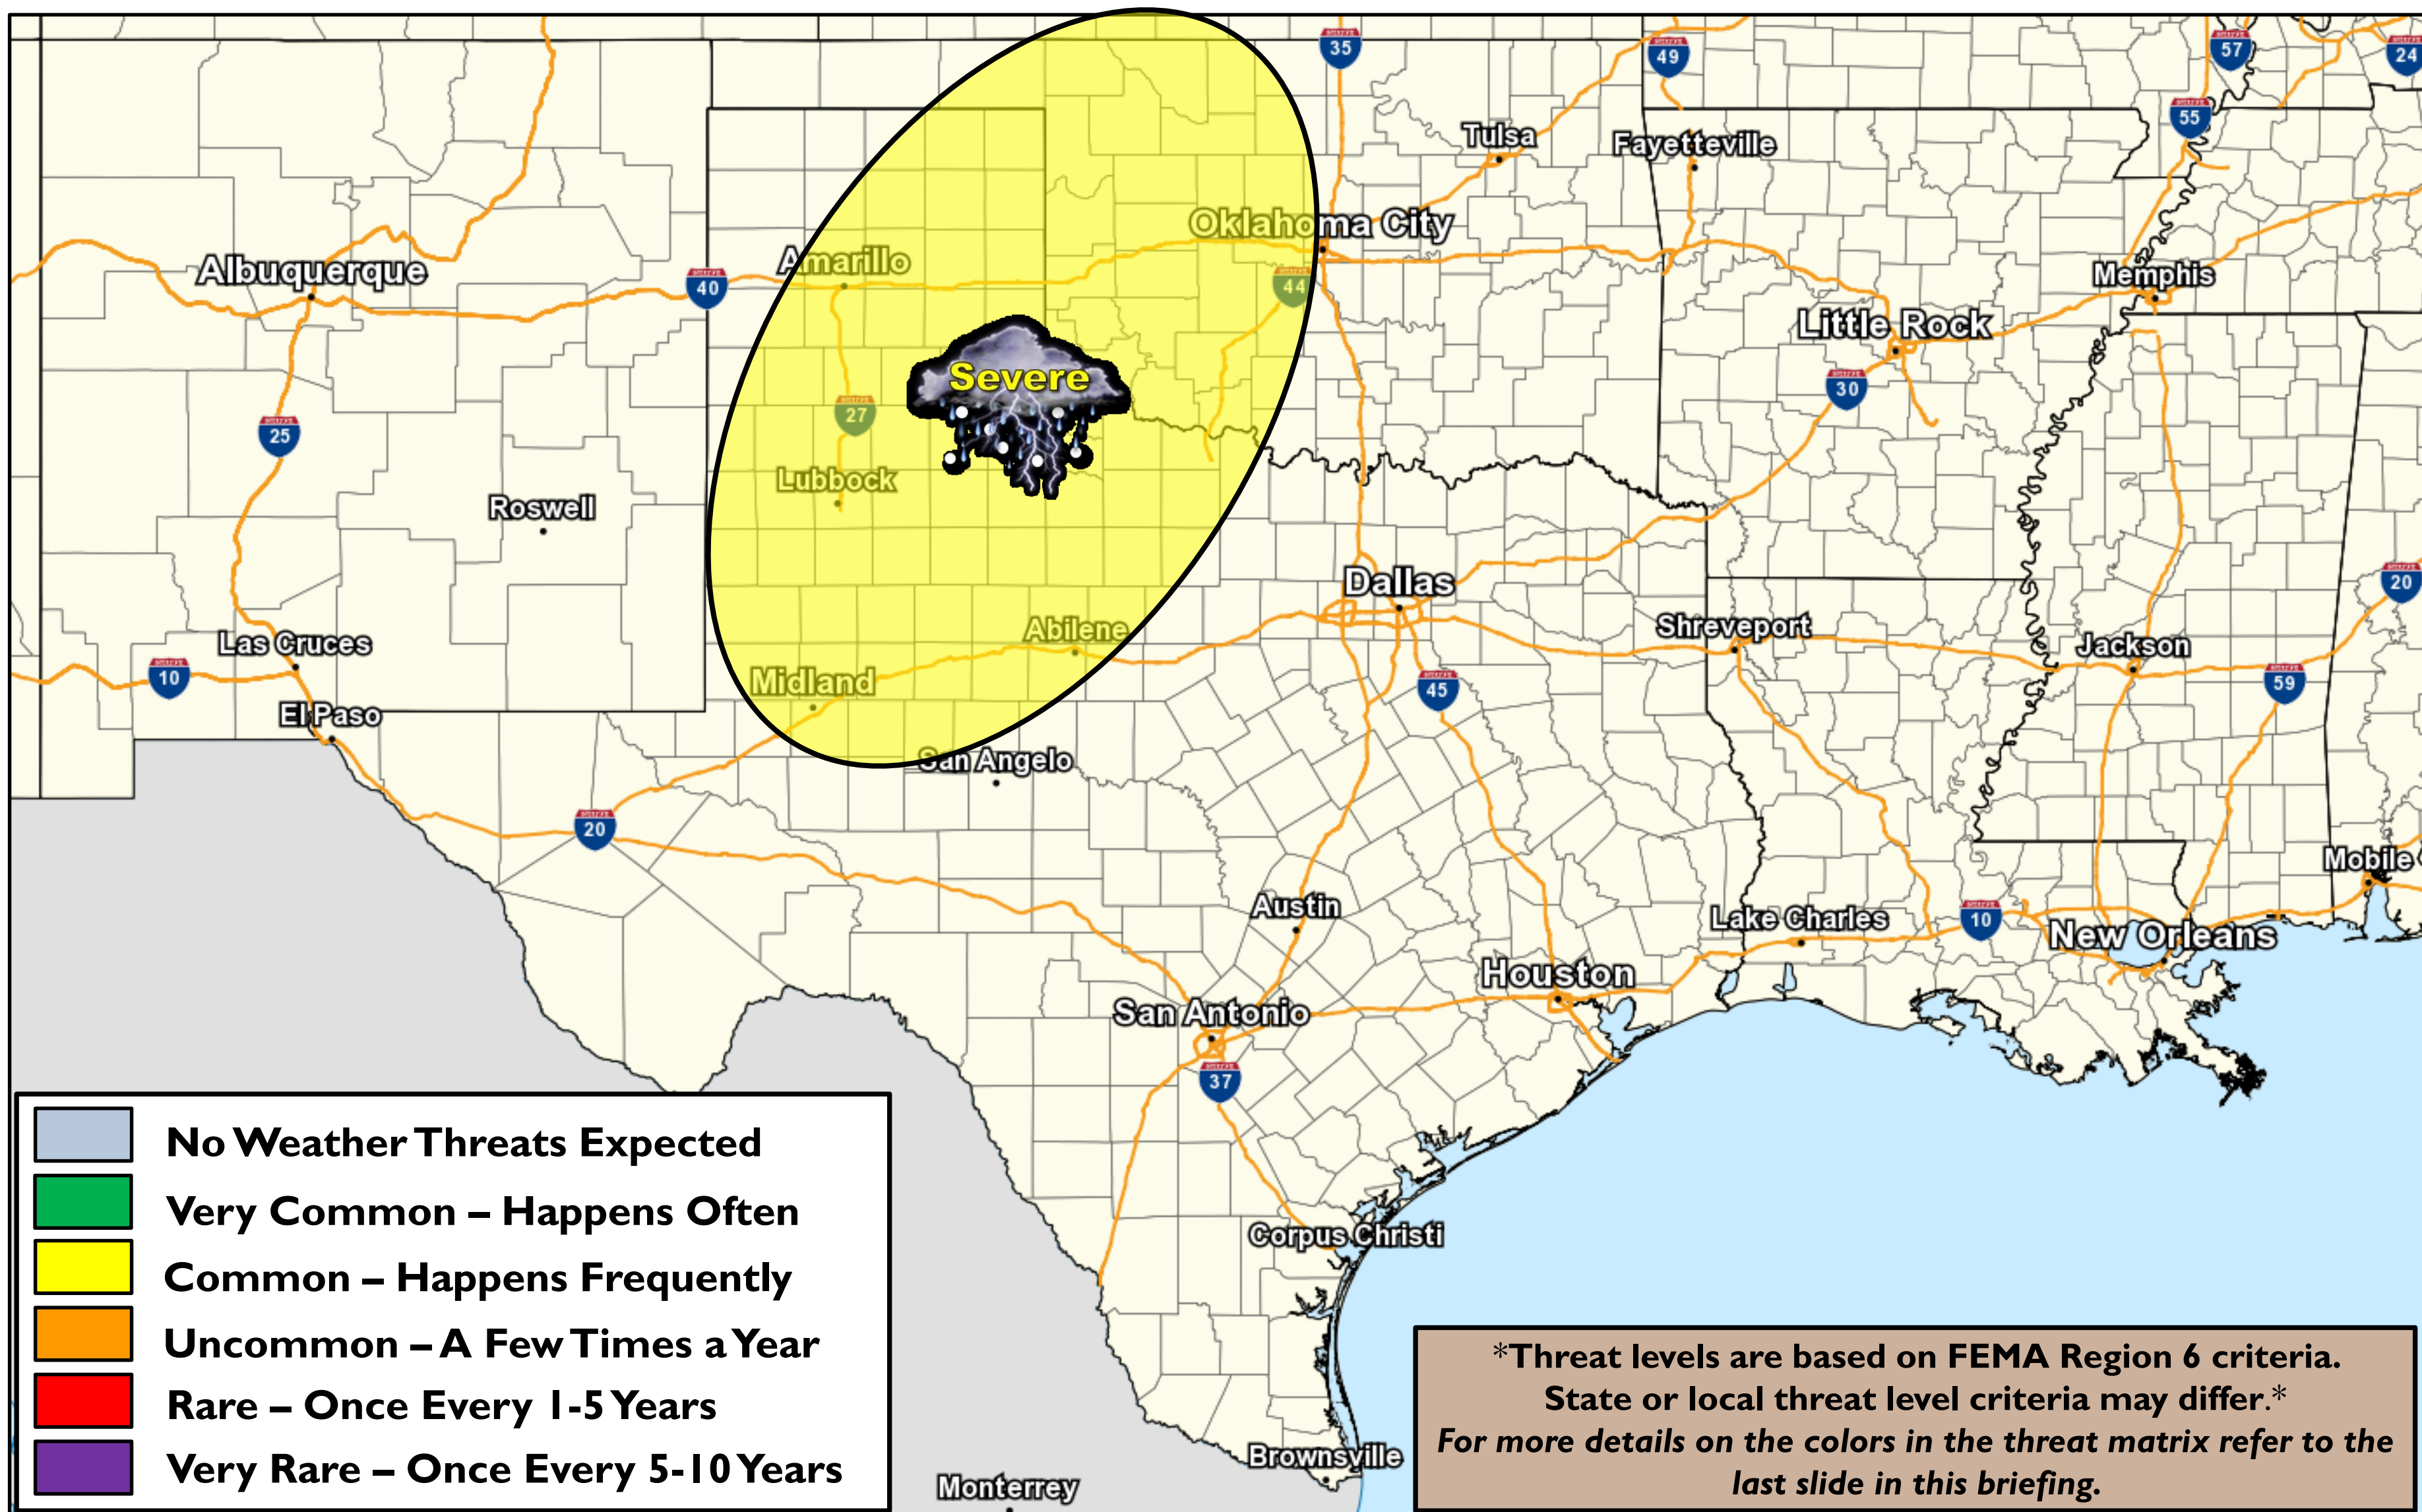 35
49
57
24
55
Tulsa
Fayetteville
Oklahoma City
Albuquerque
40
Amarillo
44
Memphis
Little Rock
30
Severe
25
27
Lubbock
Roswell
Dallas
20
Shreveport
Abilene
Las Cruces
Jackson
10
Midland
45
59
El Paso
San Angelo
20
Mobile
Austin
Lake Charles
10
New Orleans
Houston
San Antonio
37
Corpus Christi
Brownsville
Monterrey
No Weather Threats Expected
Very Common – Happens Often
Common – Happens Frequently
Uncommon – A Few Times a Year
Rare – Once Every 1-5 Years
Very Rare – Once Every 5-10 Years
*Threat levels are based on FEMA Region 6 criteria.
State or local threat level criteria may differ.*
For more details on the colors in the threat matrix refer to the
last slide in this briefing.